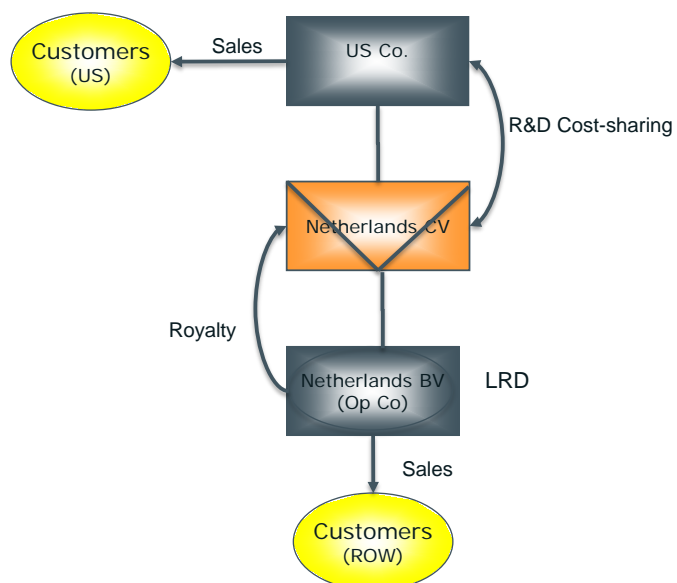 Customers
(US)
Sales
US Co.
R&D Cost-sharing
Netherlands CV
Royalty
Netherlands BV
(Op Co)
LRD
Sales
Customers
(ROW)